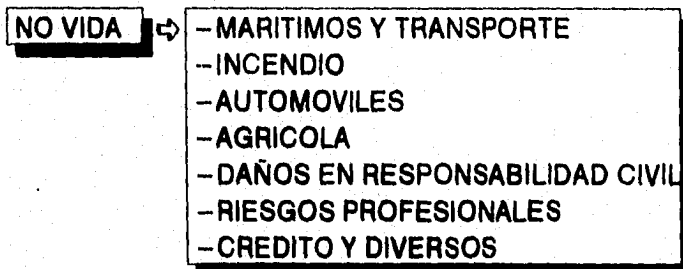 NO VIDA ⇨ –MARITIMOS Y TRANSPORTE
–INCENDIO
–AUTOMOVILES
–AGRICOLA
–DAÑOS EN RESPONSABILIDAD CIVIL
–RIESGOS PROFESIONALES
–CREDITO Y DIVERSOS